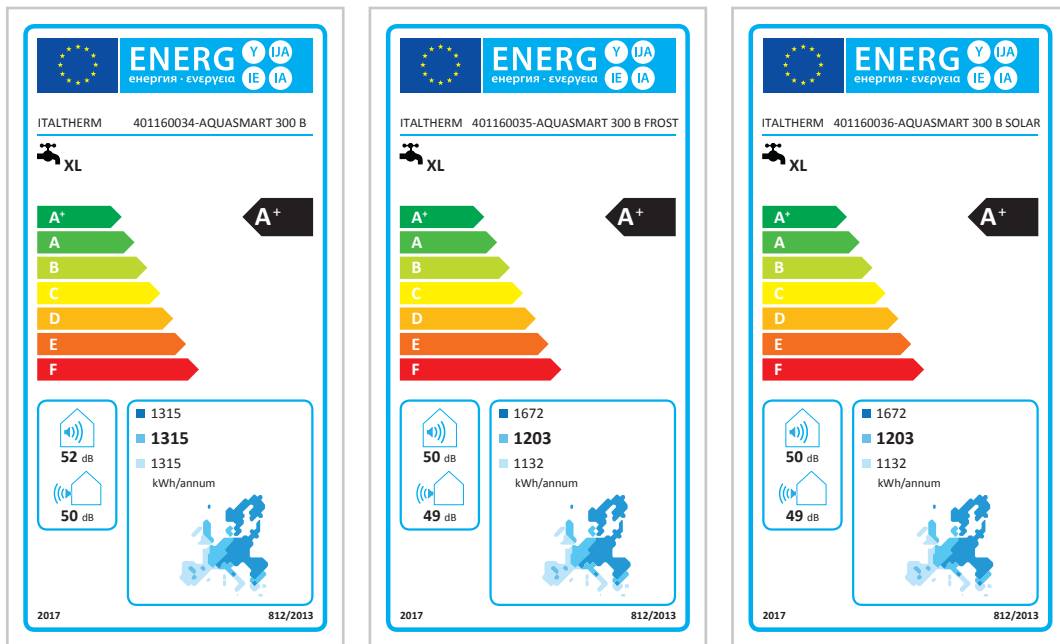 ENERG
енергия · ενεργεια
Y IJA
IE IA
ITALTHERM 401160034-AQUASMART 300 B
XL
A+
A+
A
B
C
D
E
F
52 dB
50 dB
1315
1315
1315
kWh/annum
2017
812/2013
ENERG
енергия · ενεργεια
Y IJA
IE IA
ITALTHERM 401160035-AQUASMART 300 B FROST
XL
A+
A+
A
B
C
D
E
F
50 dB
49 dB
1672
1203
1132
kWh/annum
2017
812/2013
ENERG
енергия · ενεργεια
Y IJA
IE IA
ITALTHERM 401160036-AQUASMART 300 B SOLAR
XL
A+
A+
A
B
C
D
E
F
50 dB
49 dB
1672
1203
1132
kWh/annum
2017
812/2013